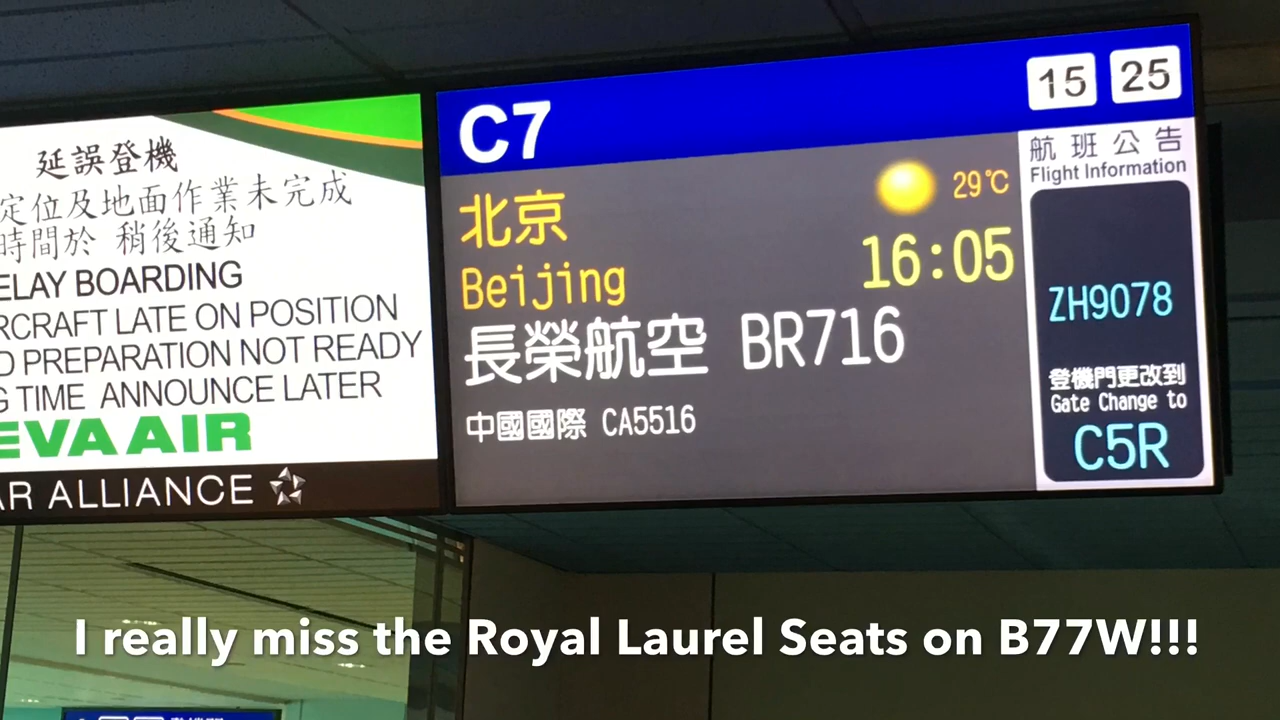 延誤登機
定位及地面作業未完成
時間於 稍後通知
ELAY BOARDING
RCRAFT LATE ON POSITION
D PREPARATION NOT READY
G TIME ANNOUNCE LATER
EVA AIR
AR ALLIANCE
C7
15 25
北京
29℃
Beijing
16:05
長榮航空 BR716
中國國際 CA5516
航班公告
Flight Information
ZH9078
登機門更改到
Gate Change to
C5R
I really miss the Royal Laurel Seats on B77W!!!